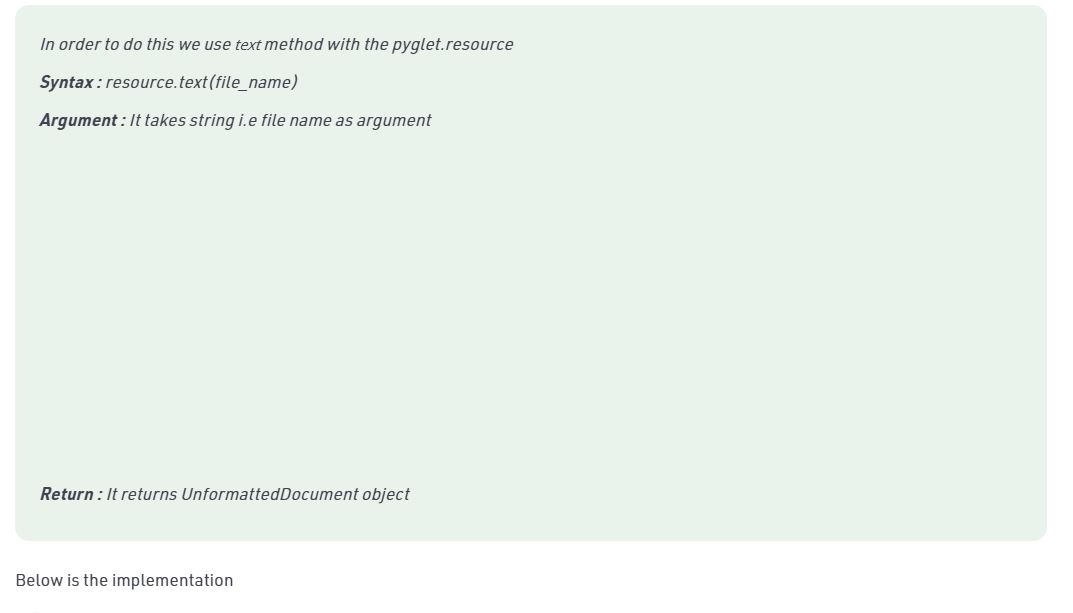 In order to do this we use text method with the pyglet.resource
Syntax : resource.text(file_name)
Argument : It takes string i.e file name as argument
Return : It returns UnformattedDocument object
Below is the implementation